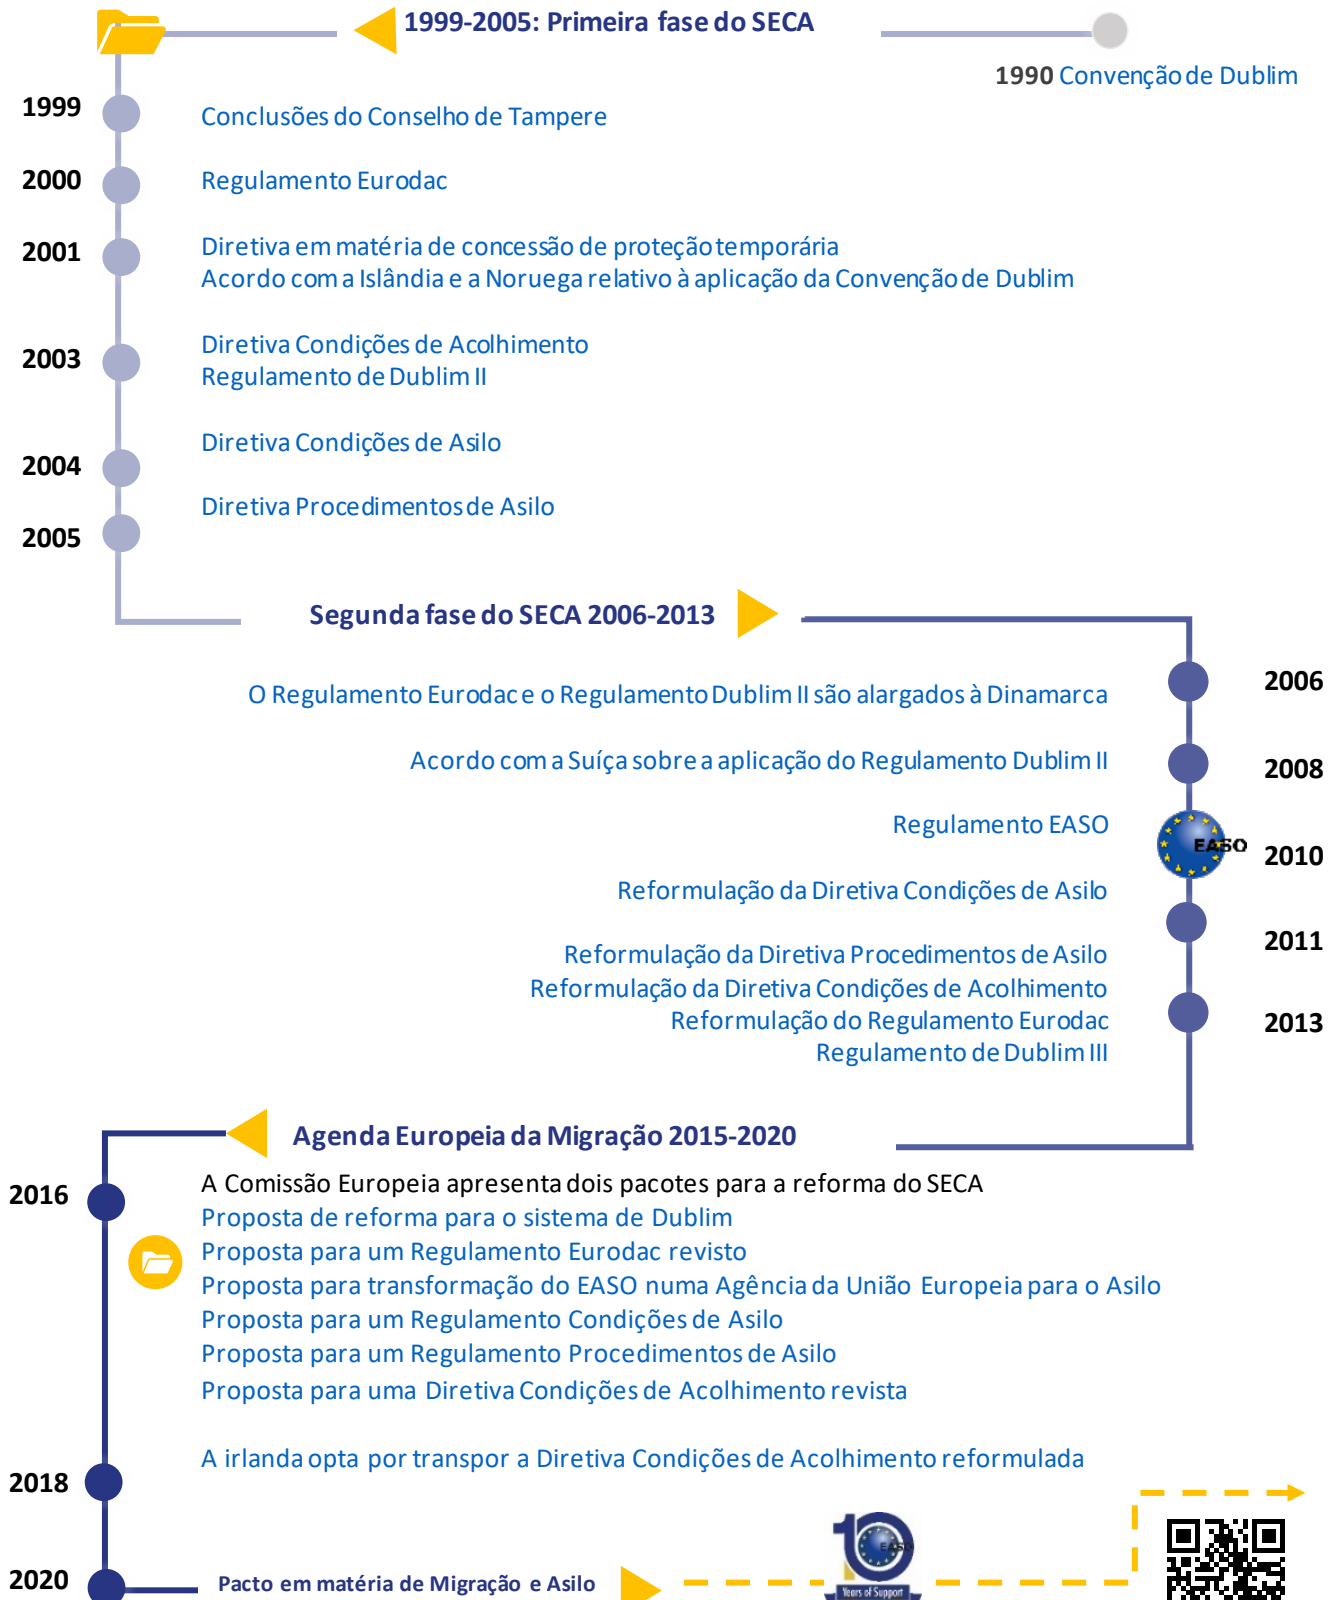 1999-2005: Primeira fase do SECA
1990 Convenção de Dublim
1999
Conclusões do Conselho de Tampere
2000
Regulamento Eurodac
2001
Diretiva em matéria de concessão de proteção temporária
Acordo com a Islândia e a Noruega relativo à aplicação da Convenção de Dublim
2003
Diretiva Condições de Acolhimento
Regulamento de Dublim II
2004
Diretiva Condições de Asilo
2005
Diretiva Procedimentos de Asilo
Segunda fase do SECA 2006-2013
O Regulamento Eurodac e o Regulamento Dublim II são alargados à Dinamarca
2006
Acordo com a Suíça sobre a aplicação do Regulamento Dublim II
2008
Regulamento EASO
EASO
2010
Reformulação da Diretiva Condições de Asilo
2011
Reformulação da Diretiva Procedimentos de Asilo
Reformulação da Diretiva Condições de Acolhimento
Reformulação do Regulamento Eurodac
Regulamento de Dublim III
2013
Agenda Europeia da Migração 2015-2020
2016
A Comissão Europeia apresenta dois pacotes para a reforma do SECA
Proposta de reforma para o sistema de Dublim
Proposta para um Regulamento Eurodac revisto
Proposta para transformação do EASO numa Agência da União Europeia para o Asilo
Proposta para um Regulamento Condições de Asilo
Proposta para um Regulamento Procedimentos de Asilo
Proposta para uma Diretiva Condições de Acolhimento revista
A irlanda opta por transpor a Diretiva Condições de Acolhimento reformulada
2018
2020
Pacto em matéria de Migração e Asilo
10
EASO
Years of Support